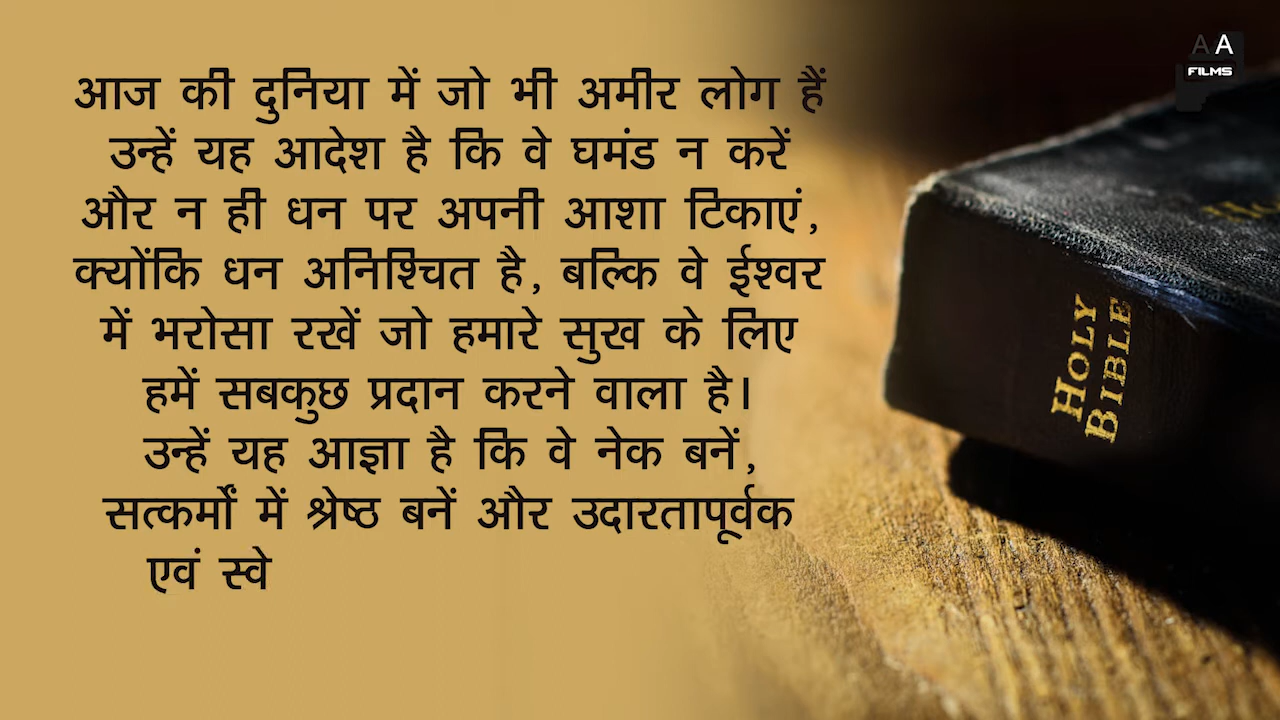 आज की दुनिया में जो भी अमीर लोग हैं
उन्हें यह आदेश है कि वे घमंड न करें
और न ही धन पर अपनी आशा टिकाएं,
क्योंकि धन अनिश्चित है, बल्कि वे ईश्वर
में भरोसा रखें जो हमारे सुख के लिए
हमें सबकुछ प्रदान करने वाला है।
उन्हें यह आज्ञा है कि वे नेक बनें,
सत्कर्मों में श्रेष्ठ बनें और उदारतापूर्वक
एवं स्वे
A A
FILMS
HOLY
BIBLE